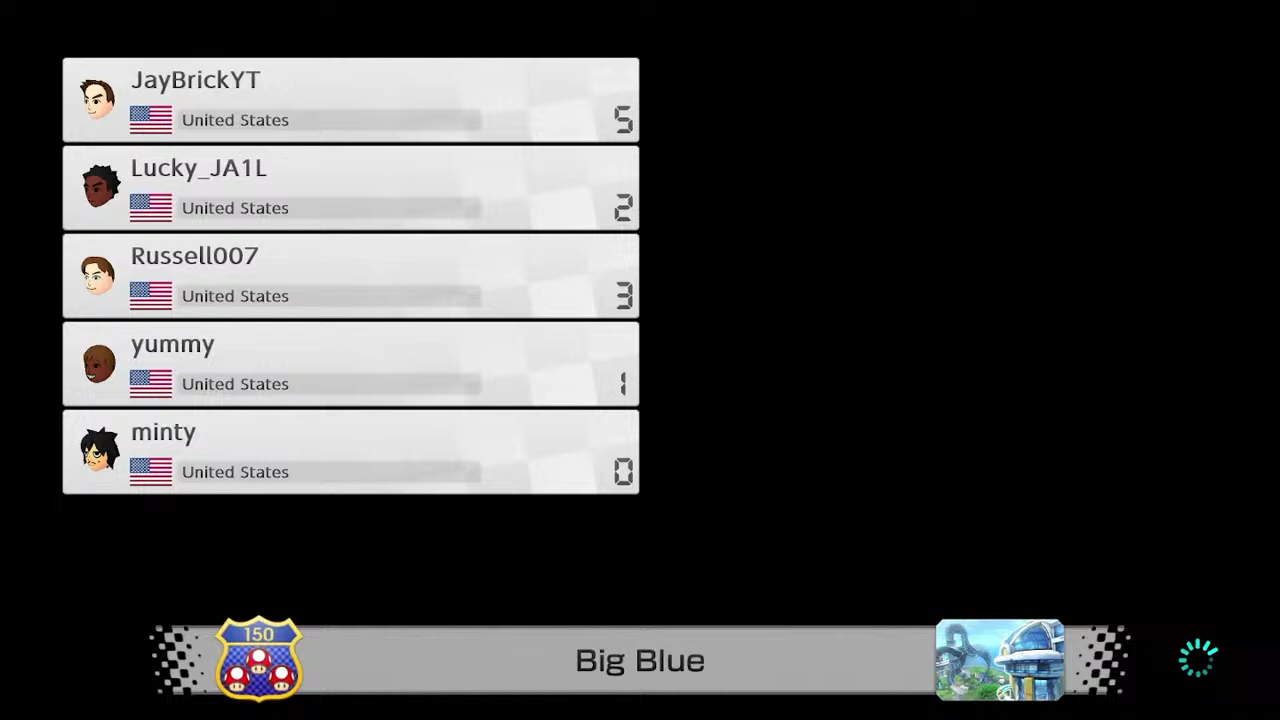 JayBrickYT
United States
5
Lucky_JA1L
United States
2
Russell007
United States
3
yummy
United States
1
minty
United States
0
150
Big Blue